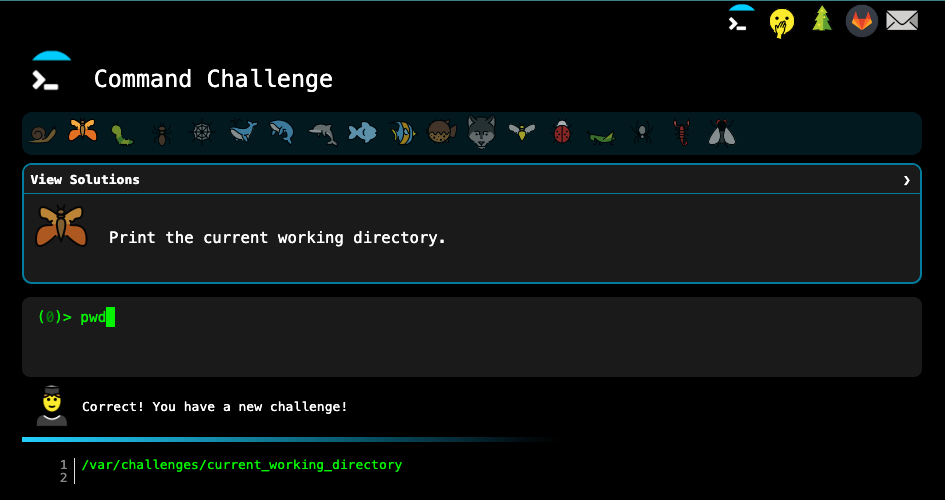 Command Challenge
View Solutions
Print the current working directory.
(0)> pwd
Correct! You have a new challenge!
1 /var/challenges/current_working_directory
2